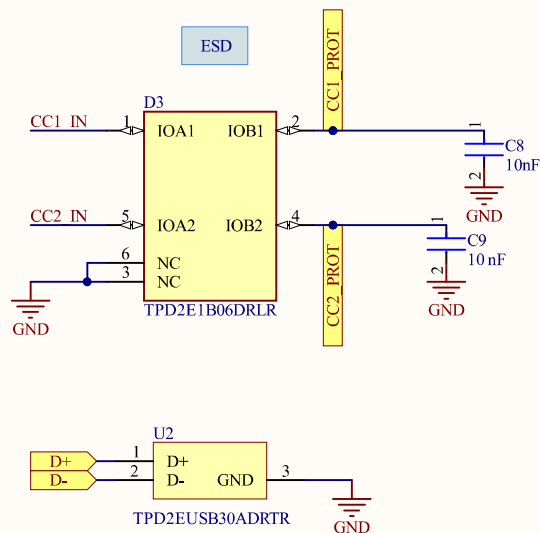 ESD
CC1_PROT
D3
CC1_IN
1
IOA1
IOB1
2
1
C8
10nF
2
GND
CC2_IN
5
IOA2
IOB2
4
1
C9
10 nF
2
GND
6
NC
3
NC
GND
TPD2E1B06DRLR
CC2_PROT
U2
D+
1
D+
D-
2
D-
GND
3
GND
TPD2EUSB30ADRTR